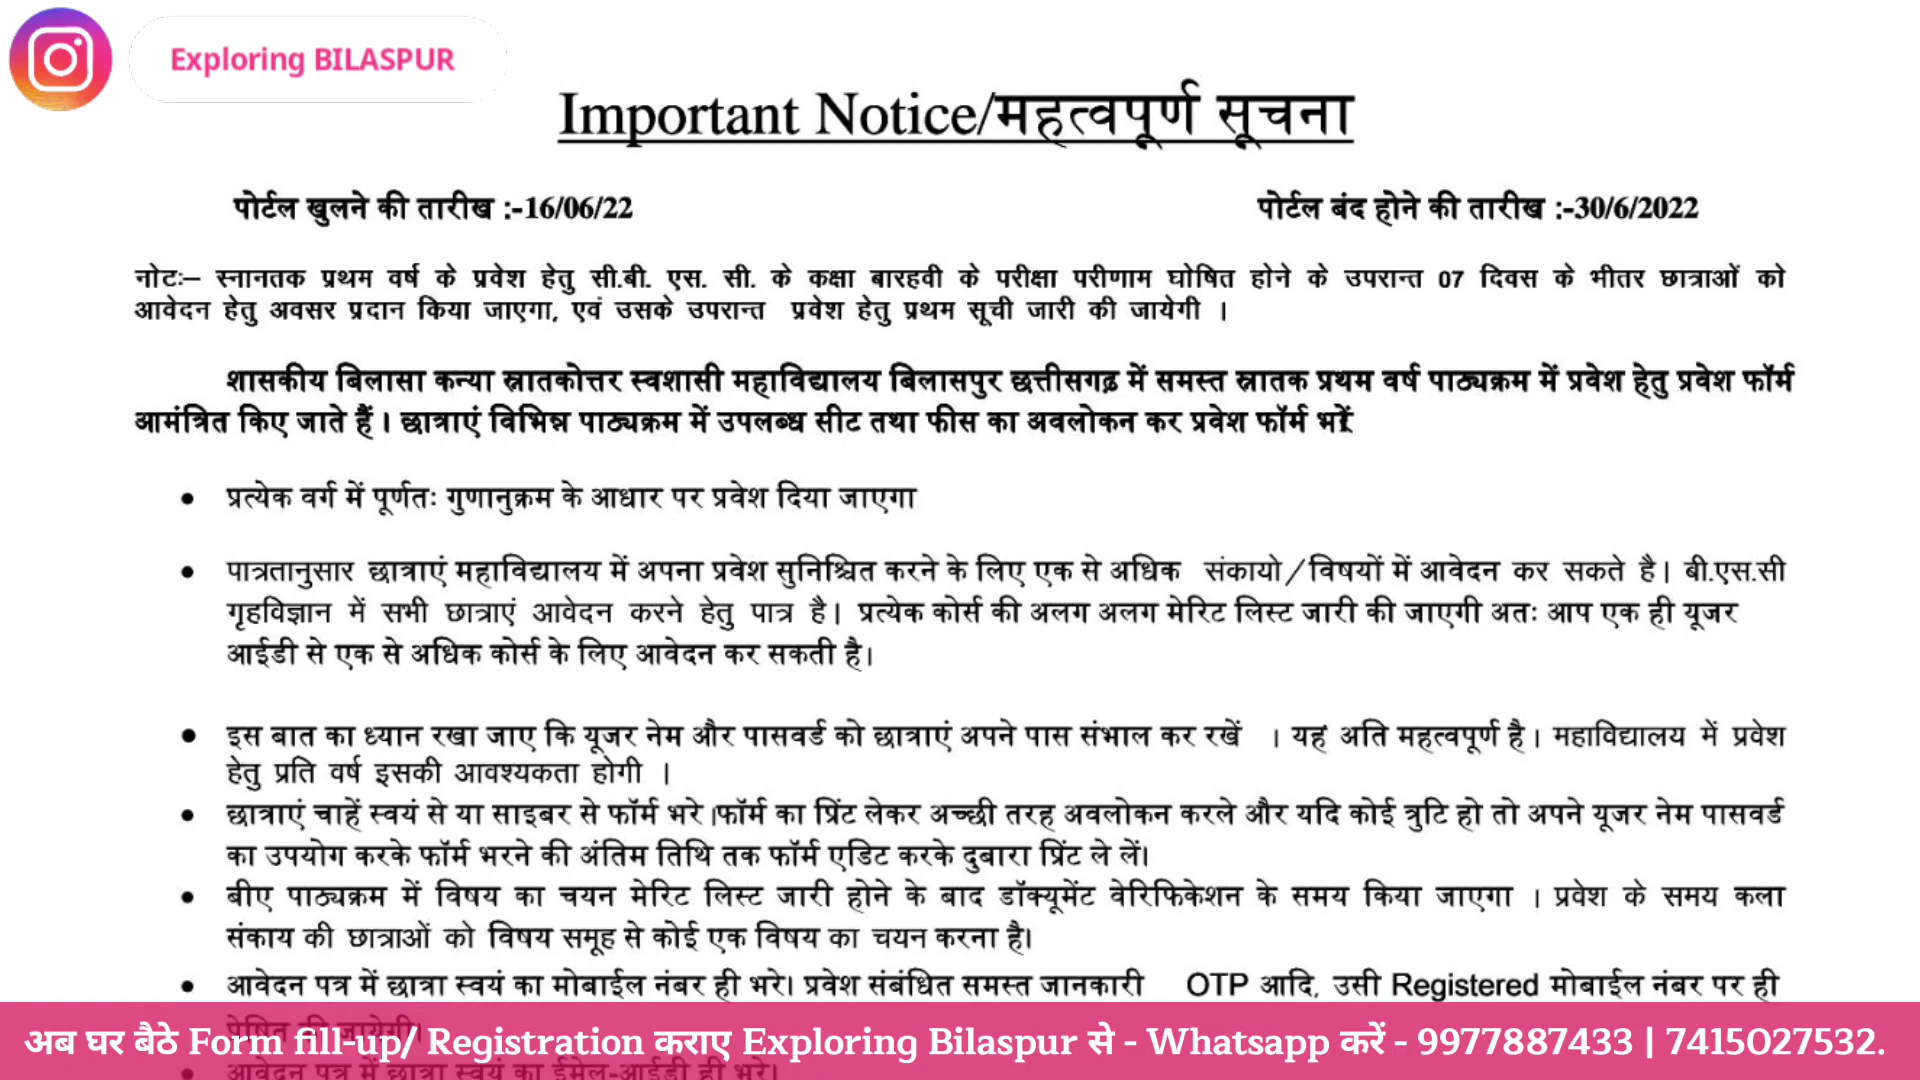 Exploring BILASPUR
Important Notice/महत्वपूर्ण सूचना
पोर्टल खुलने की तारीख :-16/06/22
पोर्टल बंद होने की तारीख :-30/6/2022
नोटः– स्नानतक प्रथम वर्ष के प्रवेश हेतु सी.बी. एस. सी. के कक्षा बारहवी के परीक्षा परीणाम घोषित होने के उपरान्त 07 दिवस के भीतर छात्राओं को
आवेदन हेतु अवसर प्रदान किया जाएगा, एवं उसके उपरान्त प्रवेश हेतु प्रथम सूची जारी की जायेगी ।
शासकीय बिलासा कन्या स्नातकोत्तर स्वशासी महाविद्यालय बिलासपुर छत्तीसगढ़ में समस्त स्नातक प्रथम वर्ष पाठ्यक्रम में प्रवेश हेतु प्रवेश फॉर्म
आमंत्रित किए जाते हैं । छात्राएं विभिन्न पाठ्यक्रम में उपलब्ध सीट तथा फीस का अवलोकन कर प्रवेश फॉर्म भरें
• प्रत्येक वर्ग में पूर्णतः गुणानुक्रम के आधार पर प्रवेश दिया जाएगा
• पात्रतानुसार छात्राएं महाविद्यालय में अपना प्रवेश सुनिश्चित करने के लिए एक से अधिक संकायो/विषयों में आवेदन कर सकते है। बी.एस.सी
गृहविज्ञान में सभी छात्राएं आवेदन करने हेतु पात्र है। प्रत्येक कोर्स की अलग अलग मेरिट लिस्ट जारी की जाएगी अतः आप एक ही यूजर
आईडी से एक से अधिक कोर्स के लिए आवेदन कर सकती है।
• इस बात का ध्यान रखा जाए कि यूजर नेम और पासवर्ड को छात्राएं अपने पास संभाल कर रखें । यह अति महत्वपूर्ण है। महाविद्यालय में प्रवेश
हेतु प्रति वर्ष इसकी आवश्यकता होगी ।
• छात्राएं चाहें स्वयं से या साइबर से फॉर्म भरे ।फॉर्म का प्रिंट लेकर अच्छी तरह अवलोकन करले और यदि कोई त्रुटि हो तो अपने यूजर नेम पासवर्ड
का उपयोग करके फॉर्म भरने की अंतिम तिथि तक फॉर्म एडिट करके दुबारा प्रिंट ले लें।
• बीए पाठ्यक्रम में विषय का चयन मेरिट लिस्ट जारी होने के बाद डॉक्यूमेंट वेरिफिकेशन के समय किया जाएगा । प्रवेश के समय कला
संकाय की छात्राओं को विषय समूह से कोई एक विषय का चयन करना है।
• आवेदन पत्र में छात्रा स्वयं का मोबाईल नंबर ही भरे। प्रवेश संबंधित समस्त जानकारी OTP आदि, उसी Registered मोबाईल नंबर पर ही
प्रेषित की जायेगी।
अब घर बैठे Form fill-up/ Registration कराए Exploring Bilaspur से - Whatsapp करें - 9977887433 | 7415027532.
• आवेदन पत्र में छात्रा स्वयं का ईमेल-आईडी ही भरे।